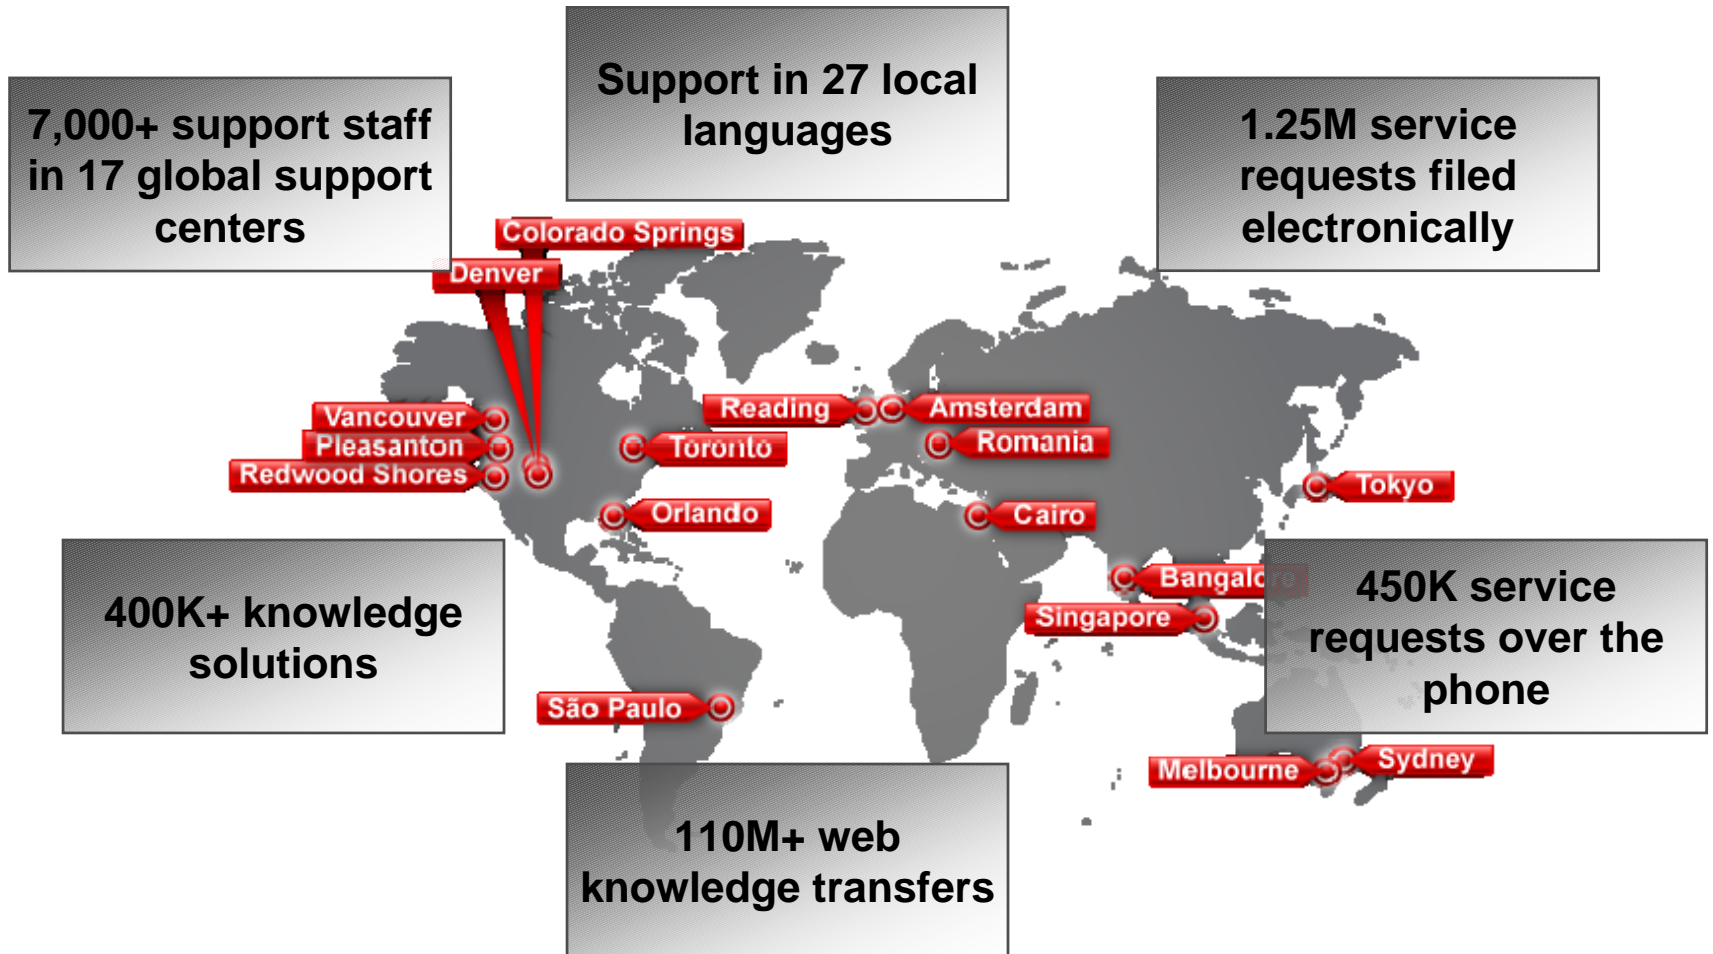 Support in 27 local
languages
7,000+ support staff
in 17 global support
centers
1.25M service
requests filed
electronically
Colorado Springs
Denver
Vancouver
Pleasanton
Redwood Shores
Toronto
Orlando
Reading
Amsterdam
Romania
Cairo
Tokyo
Bangalore
Singapore
400K+ knowledge
solutions
450K service
requests over the
phone
São Paulo
Melbourne
Sydney
110M+ web
knowledge transfers